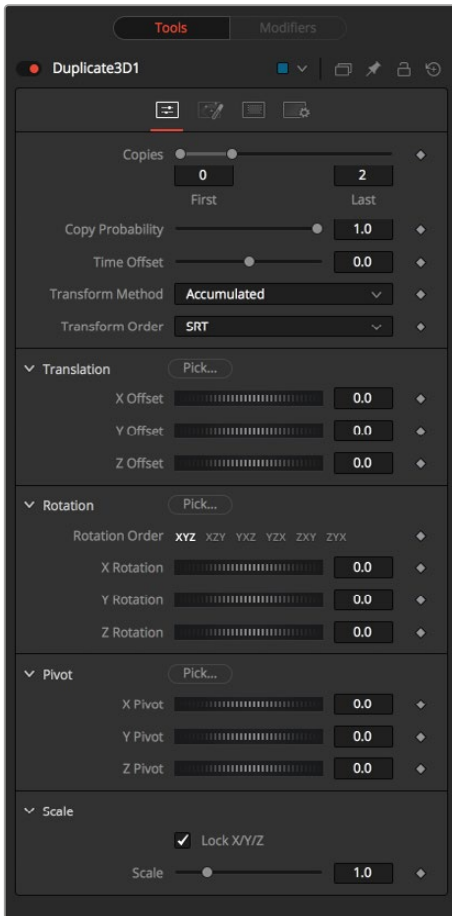 Tools Modifiers
Duplicate3D1
Copies
0 2
First Last
Copy Probability 1.0
Time Offset 0.0
Transform Method Accumulated
Transform Order SRT
Translation Pick...
X Offset 0.0
Y Offset 0.0
Z Offset 0.0
Rotation Pick...
Rotation Order XYZ XZY YXZ YZX ZXY ZYX
X Rotation 0.0
Y Rotation 0.0
Z Rotation 0.0
Pivot Pick...
X Pivot 0.0
Y Pivot 0.0
Z Pivot 0.0
Scale
Lock X/Y/Z
Scale 1.0